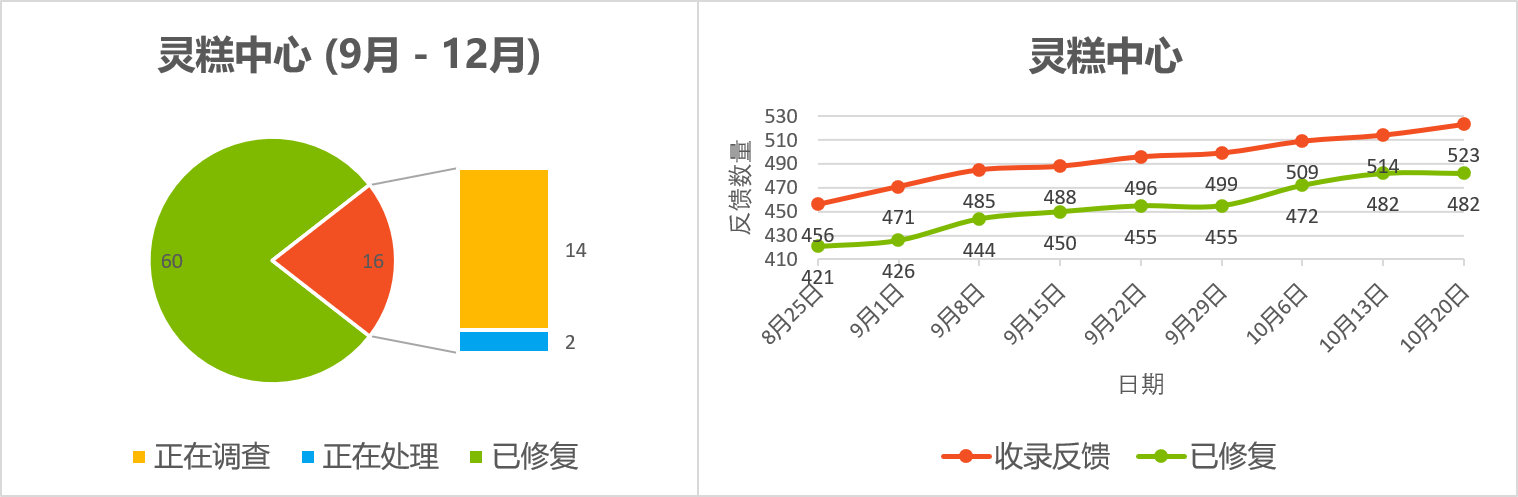 灵糕中心 (9月 - 12月)
60
16
14
2
正在调查
正在处理
已修复
灵糕中心
反馈数量
530
510
490
470
450
430
410
456
471
485
488
496
499
509
514
523
421
426
444
450
455
455
472
482
482
8月25日
9月1日
9月8日
9月15日
9月22日
9月29日
10月6日
10月13日
10月20日
日期
收录反馈
已修复